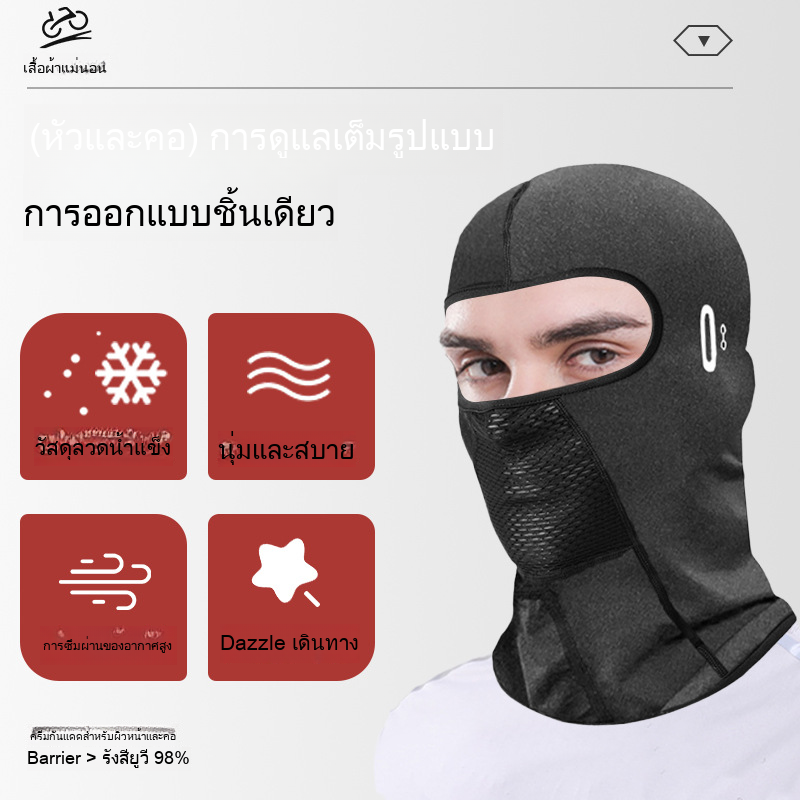 เสื้อผ้าแม่นอน์
(หัวและคอ) การดูแลเต็มรูปแบบ
การออกแบบชิ้นเดียว
วัสดุลวดน้ำแข็ง
นุ่มและสบาย
การซึมผ่านของอากาศสูง
Dazzle เดินทาง
ครีมกันแดดสำหรับผิวหน้าและคอ
Barrier > รังสียูวี 98%